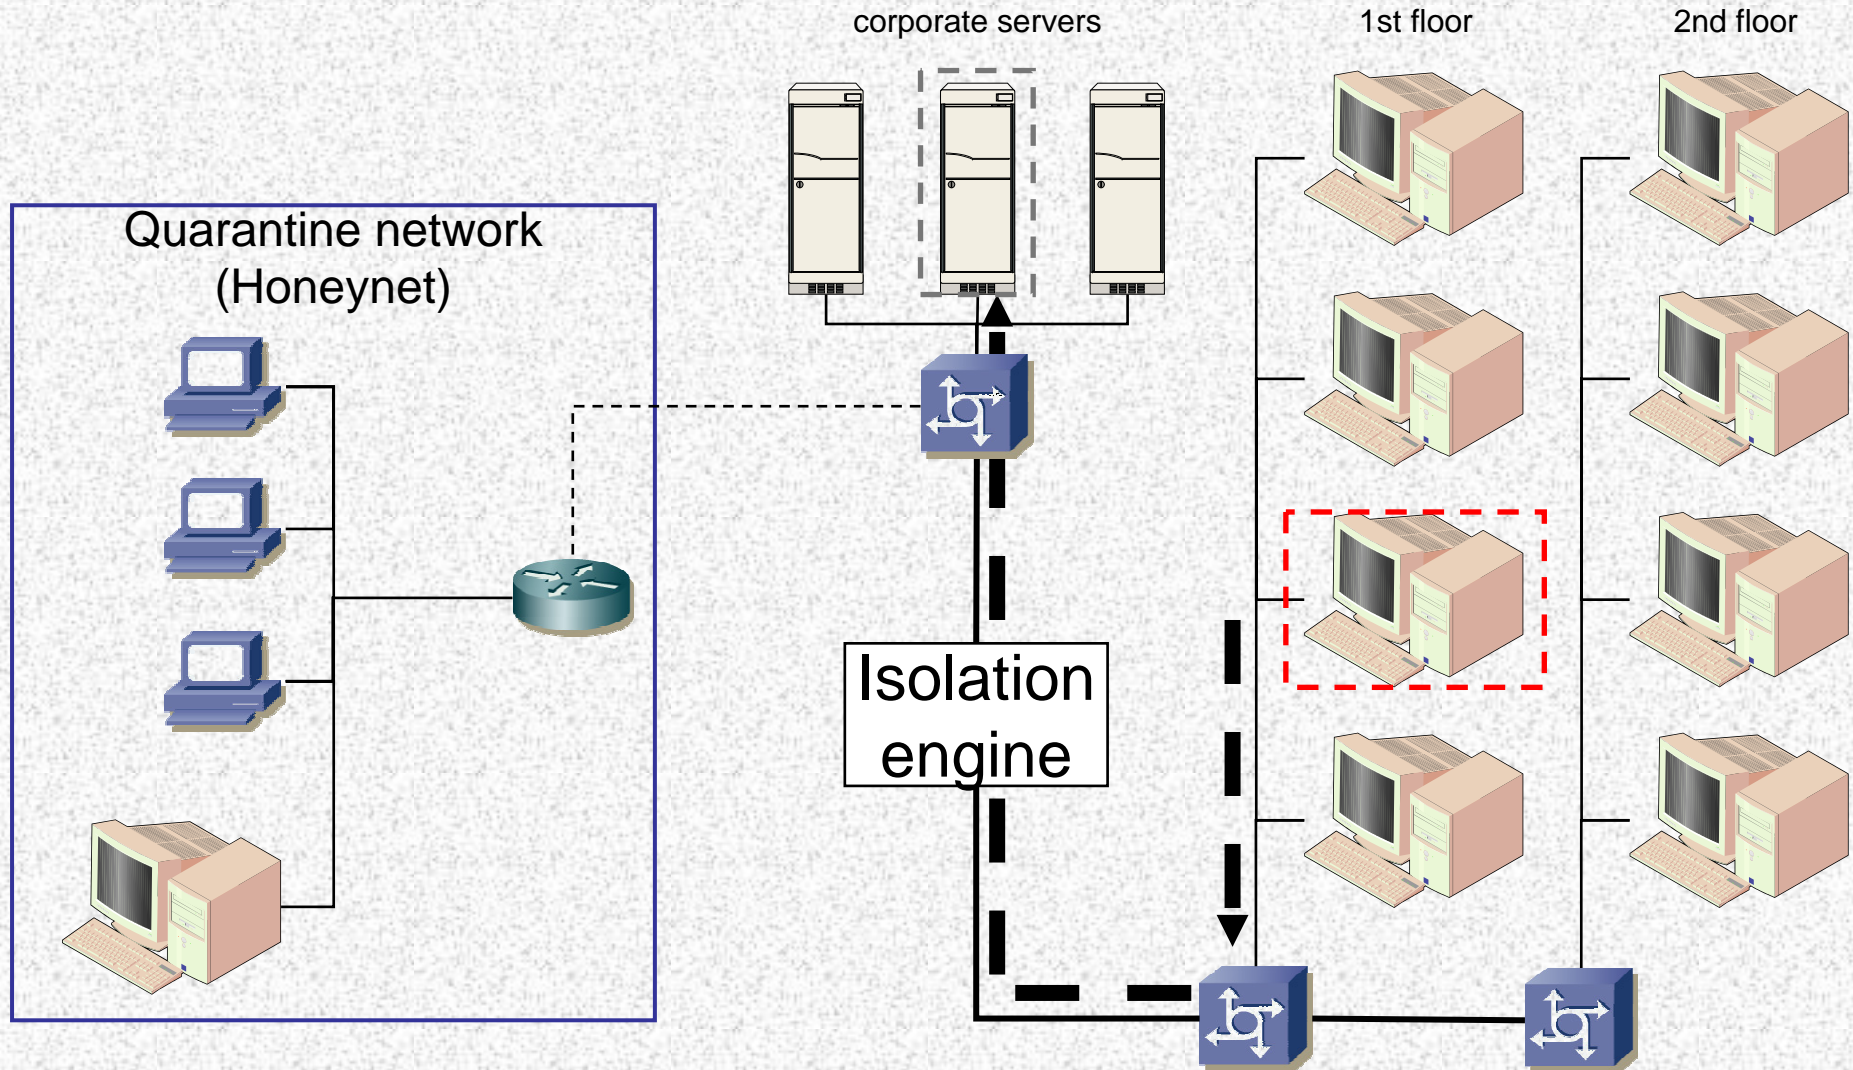 corporate servers
1st floor
2nd floor
Quarantine network
(Honeynet)
Isolation
engine